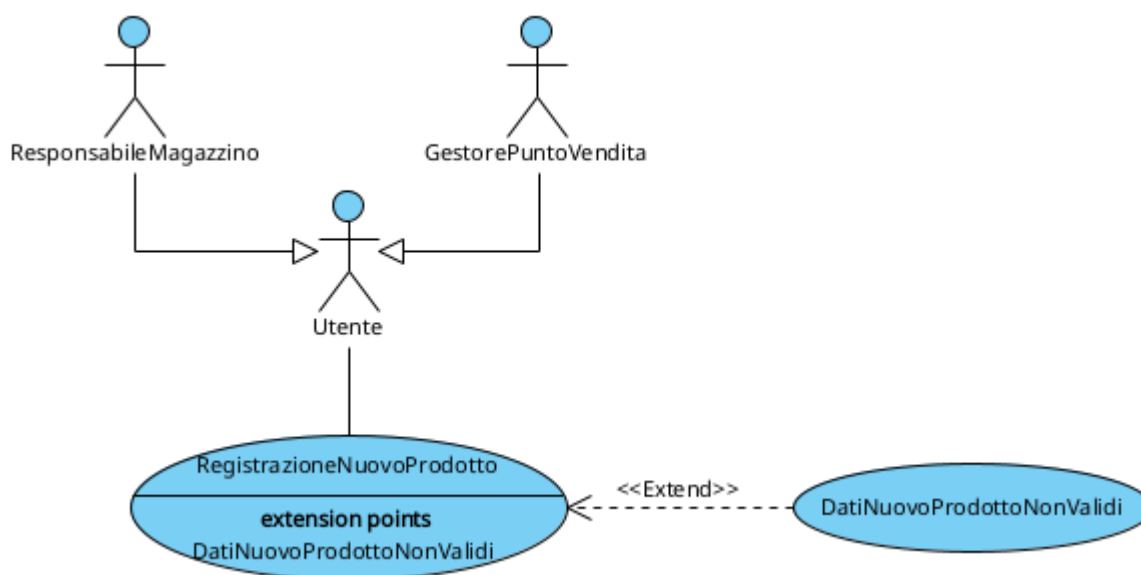 ResponsabileMagazzino
GestorePuntoVendita
Utente
RegistrazioneNuovoProdotto
extension points
DatiNuovoProdottoNonValidi
<<Extend>>
DatiNuovoProdottoNonValidi